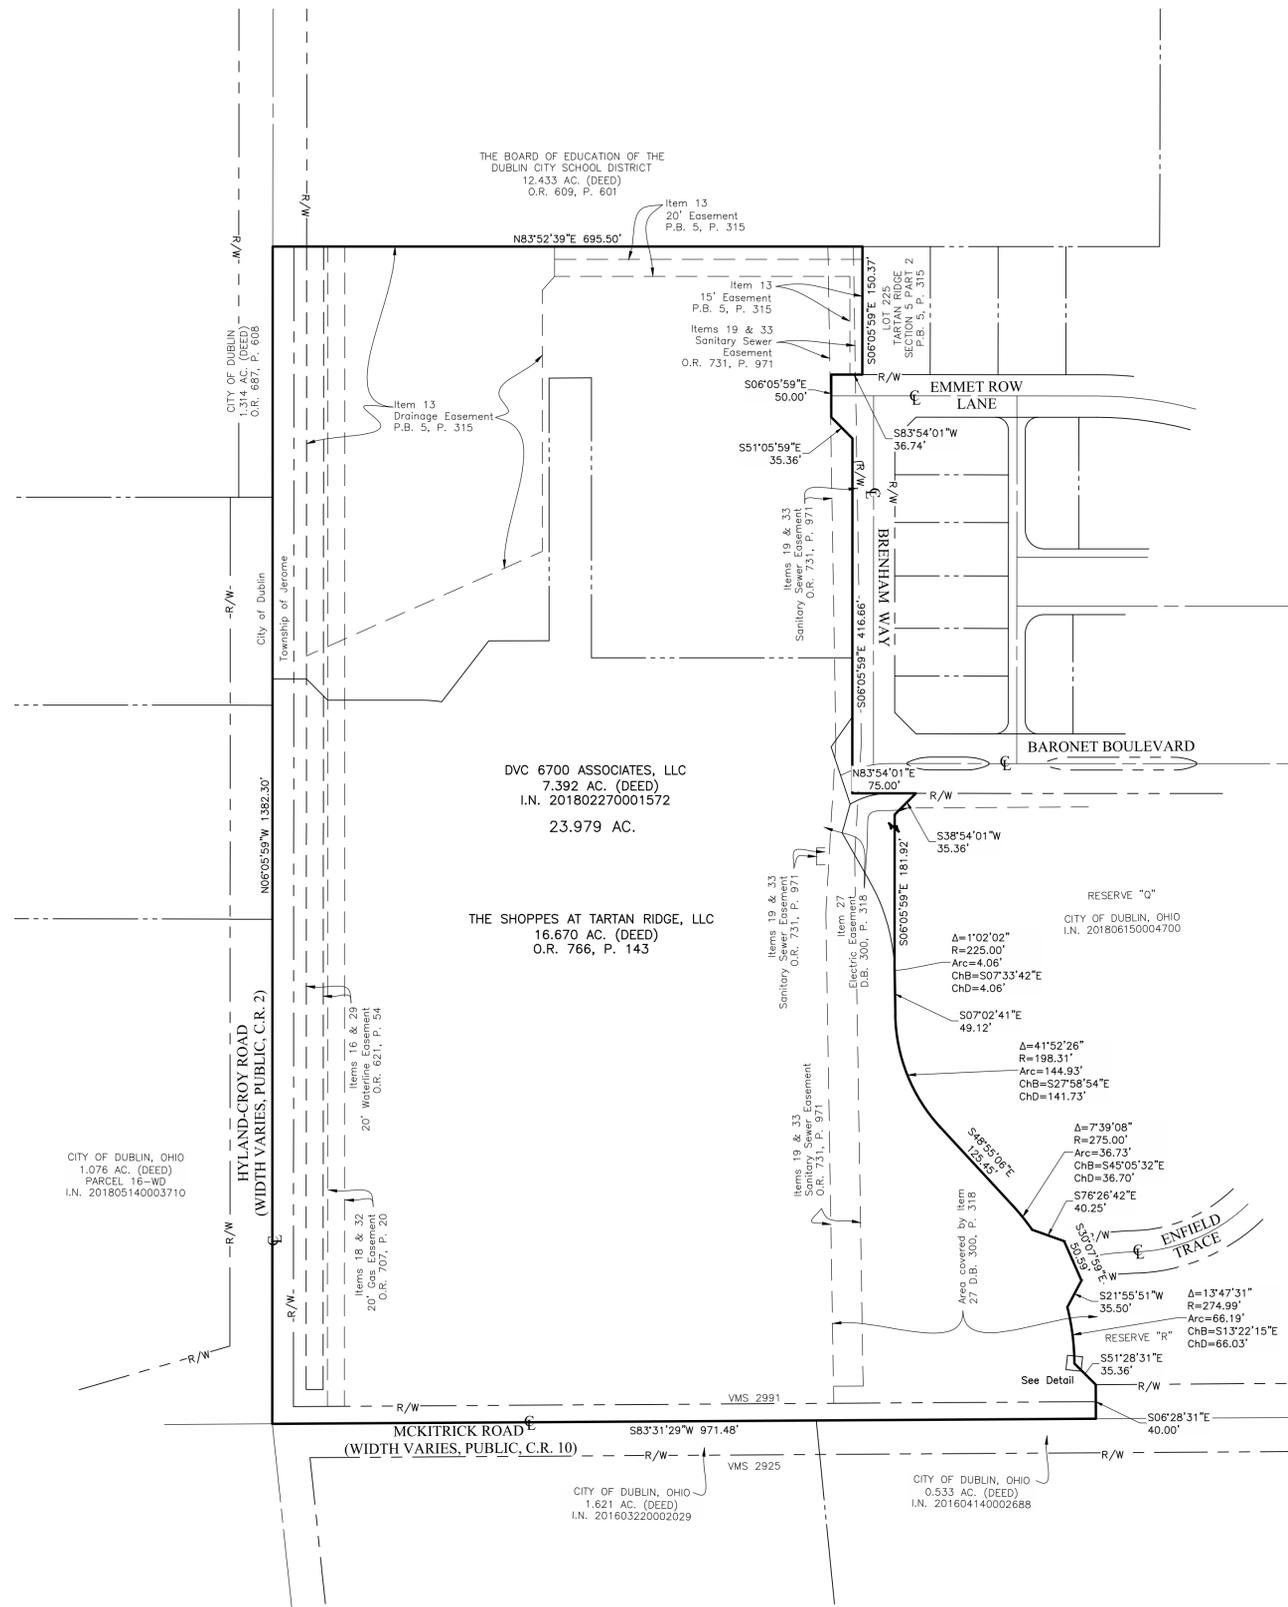 THE BOARD OF EDUCATION OF THE
DUBLIN CITY SCHOOL DISTRICT
12.433 AC. (DEED)
O.R. 609, P. 601
R/W
R/W
Item 13
20' Easement
P.B. 5, P. 315
N83°52'39"E 695.50'
Item 13
15' Easement
P.B. 5, P. 315
Items 19 & 33
Sanitary Sewer
Easement
O.R. 731, P. 971
S06°05'59"E 150.37'
LOT 225
TARTAN RIDGE
SECTION 5 PART 2
P.B. 5, P. 315
CITY OF DUBLIN
1.314 AC. (DEED)
O.R. 687, P. 608
Item 13
Drainage Easement
P.B. 5, P. 315
S06°05'59"E
50.00'
R/W
EMMET ROW
LANE
℄
S83°54'01"W
36.74'
S51°05'59"E
35.36'
R/W
℄
R/W
Items 19 & 33
Sanitary Sewer Easement
O.R. 731, P. 971
BRENHAM WAY
S06°05'59"E 416.66'
City of Dublin
Township of Jerome
R/W
BARONET BOULEVARD
℄
N83°54'01"E
75.00'
R/W
DVC 6700 ASSOCIATES, LLC
7.392 AC. (DEED)
I.N. 201802270001572
23.979 AC.
N06°05'59"W 1382.30'
S38°54'01"W
35.36'
S06°05'59"E 181.92'
Items 19 & 33
Sanitary Sewer Easement
O.R. 731, P. 971
Item 27
Electric Easement
D.B. 300, P. 318
RESERVE "Q"
CITY OF DUBLIN, OHIO
I.N. 201806150004700
THE SHOPPES AT TARTAN RIDGE, LLC
16.670 AC. (DEED)
O.R. 766, P. 143
Δ=1°02'02"
R=225.00'
Arc=4.06'
ChB=S07°33'42"E
ChD=4.06'
S07°02'41"E
49.12'
Items 16 & 29
20' Waterline Easement
O.R. 621, P. 54
HYLAND-CROY ROAD
(WIDTH VARIES, PUBLIC, C.R. 2)
Δ=41°52'26"
R=198.31'
Arc=144.93'
ChB=S27°58'54"E
ChD=141.73'
Items 19 & 33
Sanitary Sewer Easement
O.R. 731, P. 971
S48°55'06"E
125.45'
Δ=7°39'08"
R=275.00'
Arc=36.73'
ChB=S45°05'32"E
ChD=36.70'
CITY OF DUBLIN, OHIO
1.076 AC. (DEED)
PARCEL 16-WD
I.N. 201805140003710
S76°26'42"E
40.25'
Items 18 & 32
20' Gas Easement
O.R. 707, P. 20
R/W
℄
Area covered by Item
27 D.B. 300, P. 318
S30°07'59"E
50.59'
/W
ENFIELD
TRACE
℄
W
S21°55'51"W
35.50'
Δ=13°47'31"
R=274.99'
Arc=66.19'
ChB=S13°22'15"E
ChD=66.03'
R/W
RESERVE "R"
R/W
S51°28'31"E
35.36'
See Detail
R/W
VMS 2991
R/W
S06°28'31"E
40.00'
MCKITRICK ROAD
(WIDTH VARIES, PUBLIC, C.R. 10)
℄
S83°31'29"W 971.48'
R/W
R/W
VMS 2925
CITY OF DUBLIN, OHIO
1.621 AC. (DEED)
I.N. 201603220002029
CITY OF DUBLIN, OHIO
0.533 AC. (DEED)
I.N. 201604140002688